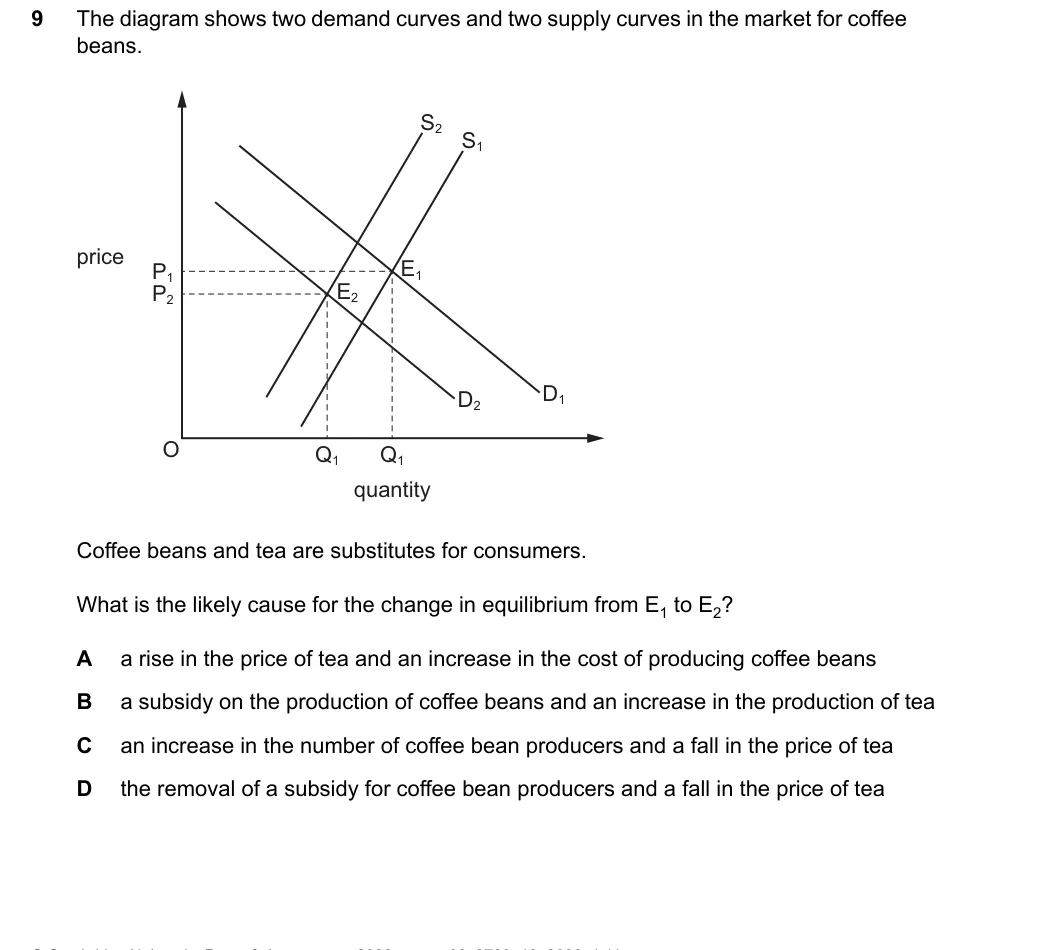 9 The diagram shows two demand curves and two supply curves in the market for coffee
beans.
S₂
S₁
price
P₁
E₁
P₂
E₂
D₂
D₁
O
Q₁ Q₁
quantity
Coffee beans and tea are substitutes for consumers.
What is the likely cause for the change in equilibrium from E₁ to E₂?
A a rise in the price of tea and an increase in the cost of producing coffee beans
B a subsidy on the production of coffee beans and an increase in the production of tea
C an increase in the number of coffee bean producers and a fall in the price of tea
D the removal of a subsidy for coffee bean producers and a fall in the price of tea